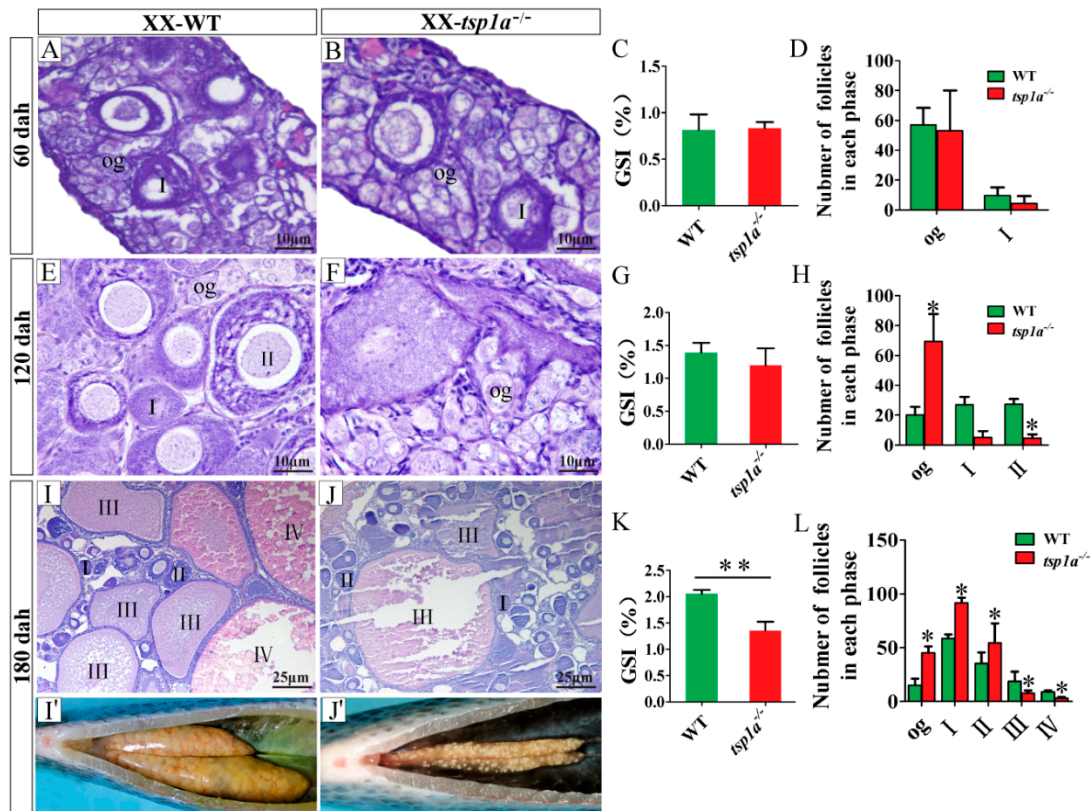 XX-WT
XX-tsp1a-/-
60 dah
A
og
I
10μm
B
og
I
10μm
C
GSI (%)
1.5
1.0
0.5
0.0
WT
tsp1a-/-
D
Nubmer of follicles
in each phase
100
80
60
40
20
0
og
I
WT
tsp1a-/-
120 dah
E
og
II
I
10μm
F
og
10μm
G
GSI (%)
2.0
1.5
1.0
0.5
0.0
WT
tsp1a-/-
H
Nubmer of follicles
in each phase
100
80
60
40
20
0
*
*
og
I
II
WT
tsp1a-/-
180 dah
I
III
IV
I
II
III
III
III
IV
25μm
J
III
II
III
I
25μm
K
GSI (%)
2.5
2.0
1.5
1.0
0.5
0.0
**
WT
tsp1a-/-
L
Nubmer of follicles
in each phase
150
100
50
0
*
*
*
*
*
og
I
II
III
IV
WT
tsp1a-/-
I'
J'